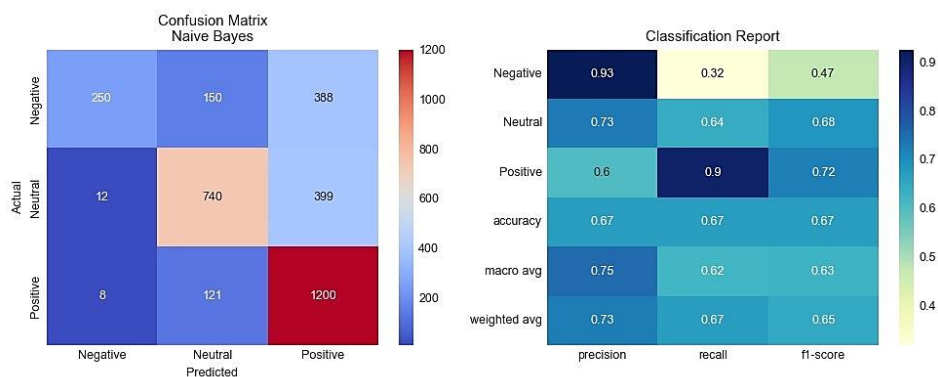 Confusion Matrix
Naive Bayes
Actual
Negative 250 150 388
Neutral 12 740 399
Positive 8 121 1200
Negative Neutral Positive
Predicted
1200
1000
800
600
400
200
Classification Report
Negative 0.93 0.32 0.47
Neutral 0.73 0.64 0.68
Positive 0.6 0.9 0.72
accuracy 0.67 0.67 0.67
macro avg 0.75 0.62 0.63
weighted avg 0.73 0.67 0.65
precision recall f1-score
0.9
0.8
0.7
0.6
0.5
0.4